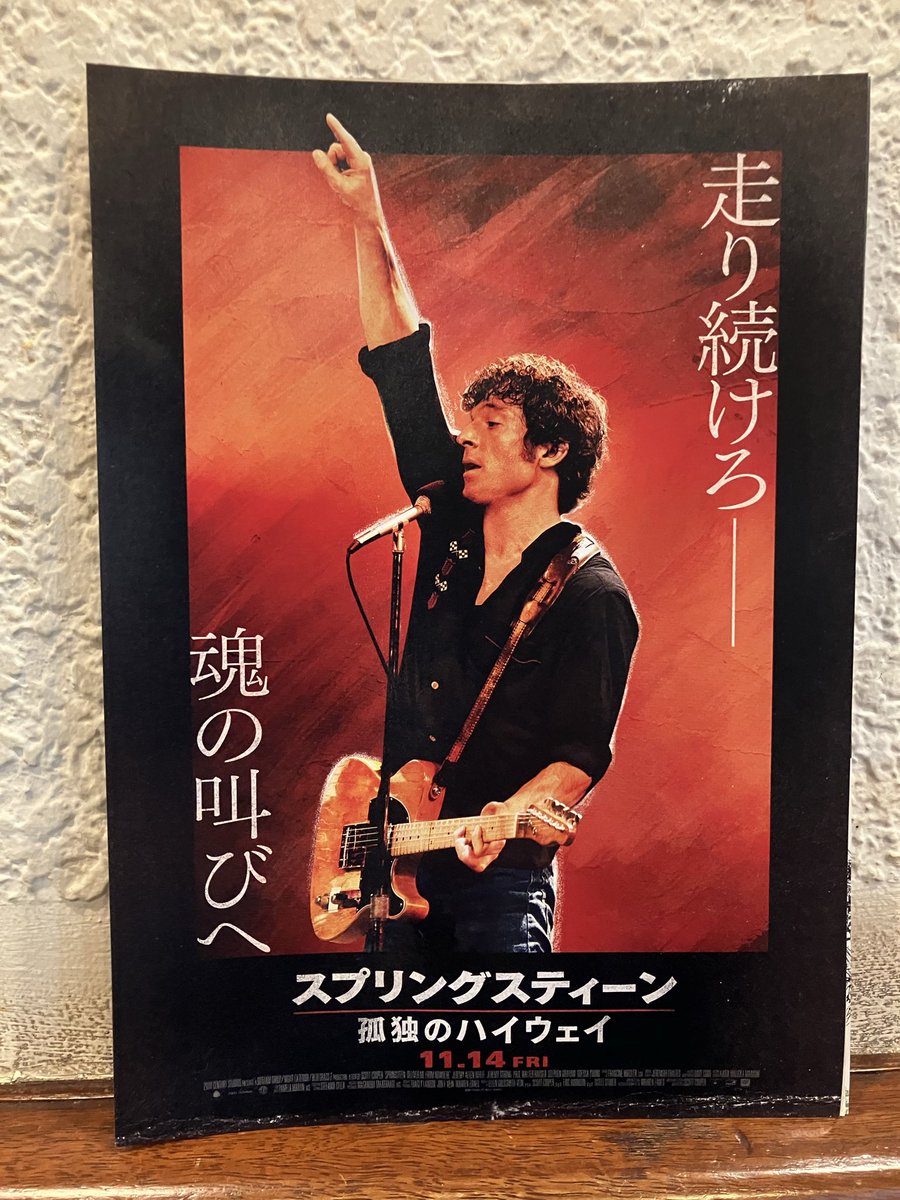 走り続けろ──
魂の叫びへ
スプリングスティーン
孤独のハイウェイ
11.14 FRI